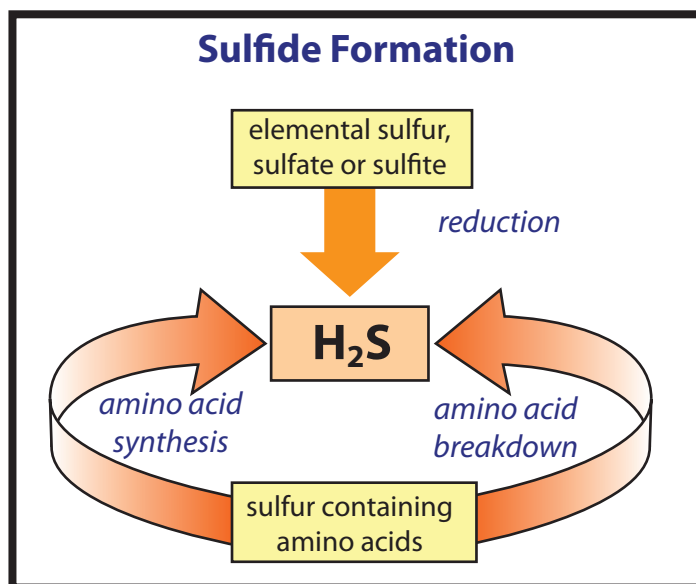 Sulfide Formation
elemental sulfur,
sulfate or sulfite
reduction
H₂S
amino acid
synthesis
amino acid
breakdown
sulfur containing
amino acids